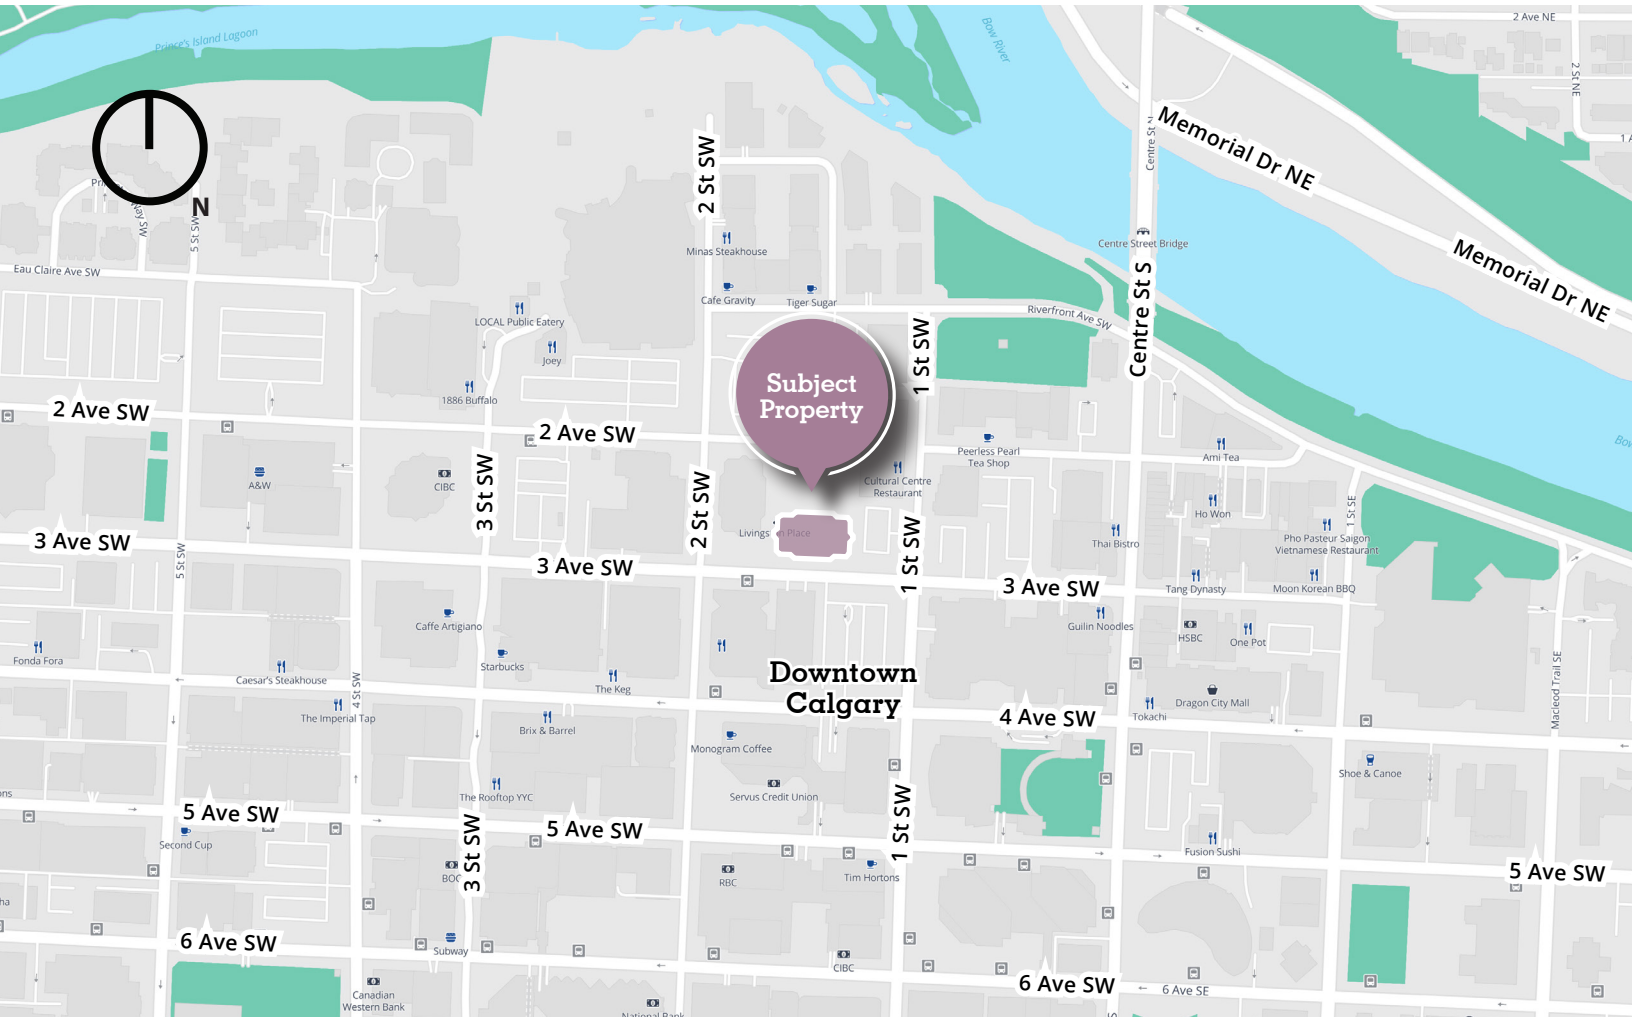 2 Ave NE
Prince's Island Lagoon
Bow River
2 St NE
Centre St N
Memorial Dr NE
2 St SW
N
5 St SW
Way SW
Minas Steakhouse
Centre Street Bridge
Memorial Dr NE
Eau Claire Ave SW
Centre St S
Cafe Gravity
Tiger Sugar
LOCAL Public Eatery
Riverfront Ave SW
Joey
1 St SW
Subject
Property
1886 Buffalo
2 Ave SW
2 Ave SW
Peerless Pearl
Tea Shop
Ami Tea
A&W
CIBC
3 St SW
2 St SW
Cultural Centre
Restaurant
Ho Won
1 St SE
3 Ave SW
5 St SW
Livings
n Place
1 St SW
Thai Bistro
Pho Pasteur Saigon
Vietnamese Restaurant
3 Ave SW
3 Ave SW
Tang Dynasty
Moon Korean BBQ
Caffe Artigiano
Guilin Noodles
HSBC
One Pot
Fonda Fora
Starbucks
Caesar's Steakhouse
4 St SW
The Keg
Downtown
Calgary
Dragon City Mall
Macleod Trail SE
The Imperial Tap
Brix & Barrel
4 Ave SW
Tokachi
Monogram Coffee
Shoe & Canoe
The Rooftop YYC
Servus Credit Union
5 Ave SW
5 Ave SW
1 St SW
Second Cup
3 St SW
Fusion Sushi
BOC
RBC
Tim Hortons
5 Ave SW
6 Ave SW
Subway
CIBC
6 Ave SW
6 Ave SE
Canadian
Western Bank
National Bank